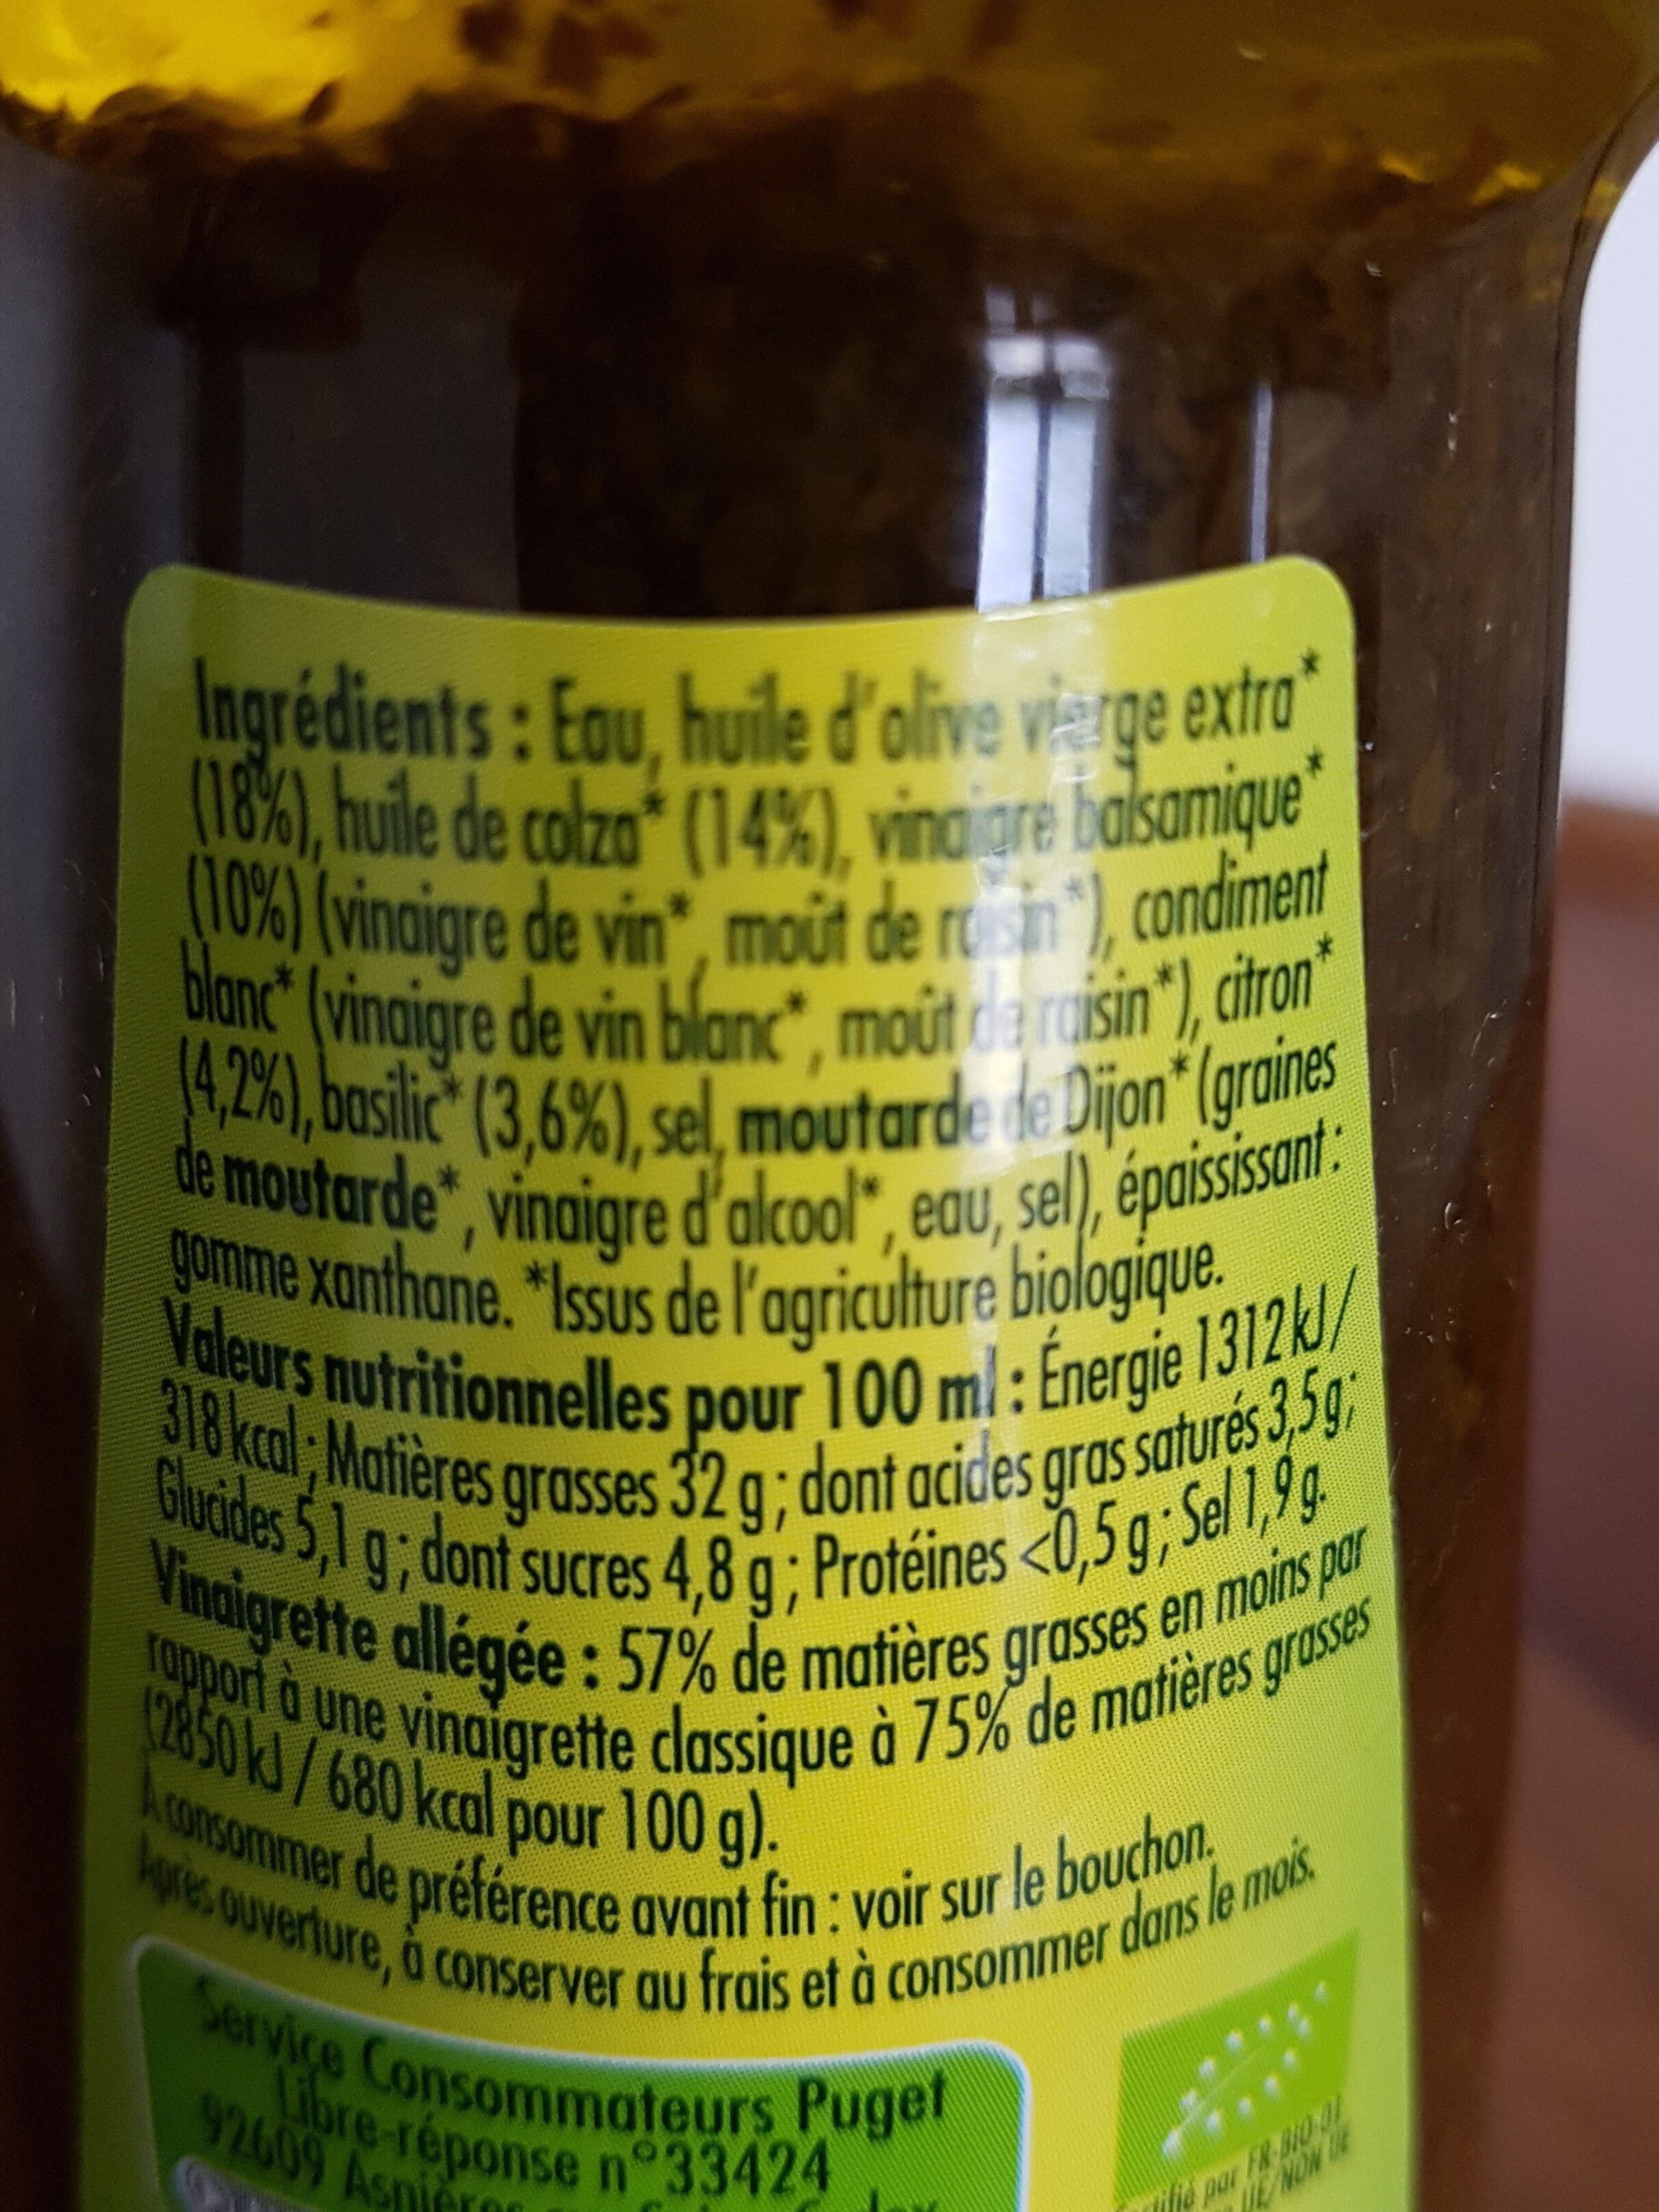 Ingrédients : Eau, huile d'olive vierge extra*
(18%), huile de colza* (14%), vinaigre balsamique*
(10%) (vinaigre de vin*, moût de raisin*), condiment
blanc* (vinaigre de vin blanc*, moût de raisin*), citron*
(4,2%), basilic* (3,6%), sel, moutarde de Dijon* (graines
de moutarde*, vinaigre d'alcool*, eau, sel), épaississant :
gomme xanthane. *Issus de l'agriculture biologique.
Valeurs nutritionnelles pour 100 ml : Énergie 1312 kJ/
318 kcal ; Matières grasses 32 g ; dont acides gras saturés 3,5 g ;
Glucides 5,1 g ; dont sucres 4,8 g ; Protéines <0,5 g ; Sel 1,9 g.
Vinaigrette allégée : 57% de matières grasses en moins par
rapport à une vinaigrette classique à 75% de matières grasses
(2850 kJ / 680 kcal pour 100 g).
À consommer de préférence avant fin : voir sur le bouchon.
Après ouverture, à conserver au frais et à consommer dans le mois.
Service Consommateurs Puget
Libre-réponse n°33424
92609 Asnières
par FR-BIO-01
UE/NON UE